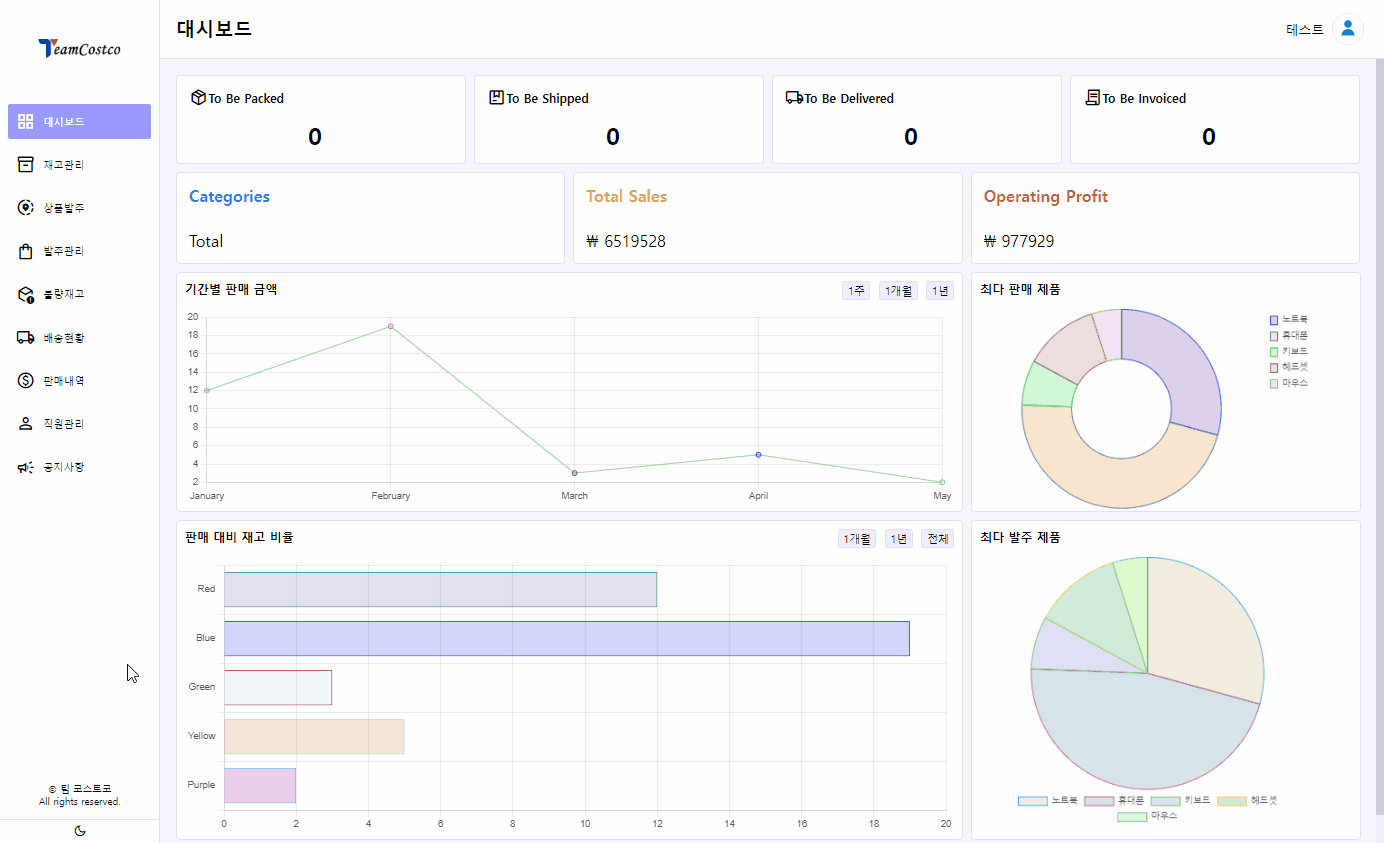 TeamCostco
대시보드
재고관리
상품발주
발주관리
불량재고
배송현황
판매내역
직원관리
공지사항
© 팀 코스트코
All rights reserved.
대시보드
테스트
To Be Packed
0
To Be Shipped
0
To Be Delivered
0
To Be Invoiced
0
Categories
Total
Total Sales
₩ 6519528
Operating Profit
₩ 977929
기간별 판매 금액
1주 1개월 1년
20
18
16
14
12
10
8
6
4
2
January February March April May
최다 판매 제품
노트북
휴대폰
키보드
헤드셋
마우스
판매 대비 재고 비율
1개월 1년 전체
Red
Blue
Green
Yellow
Purple
0 2 4 6 8 10 12 14 16 18 20
최다 발주 제품
노트북 휴대폰 키보드 헤드셋
마우스